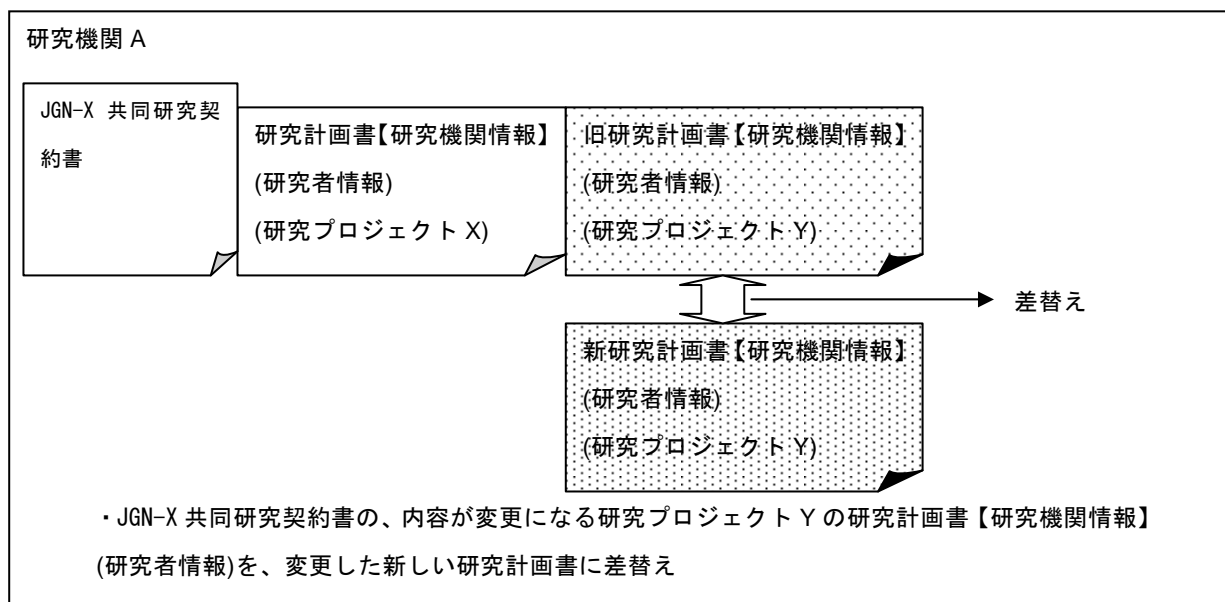 研究機関 A
JGN-X 共同研究契
約書
研究計画書【研究機関情報】
(研究者情報)
(研究プロジェクト X)
旧研究計画書【研究機関情報】
(研究者情報)
(研究プロジェクト Y)
差替え
新研究計画書【研究機関情報】
(研究者情報)
(研究プロジェクト Y)
・JGN-X 共同研究契約書の、内容が変更になる研究プロジェクト Y の研究計画書【研究機関情報】
(研究者情報)を、変更した新しい研究計画書に差替え